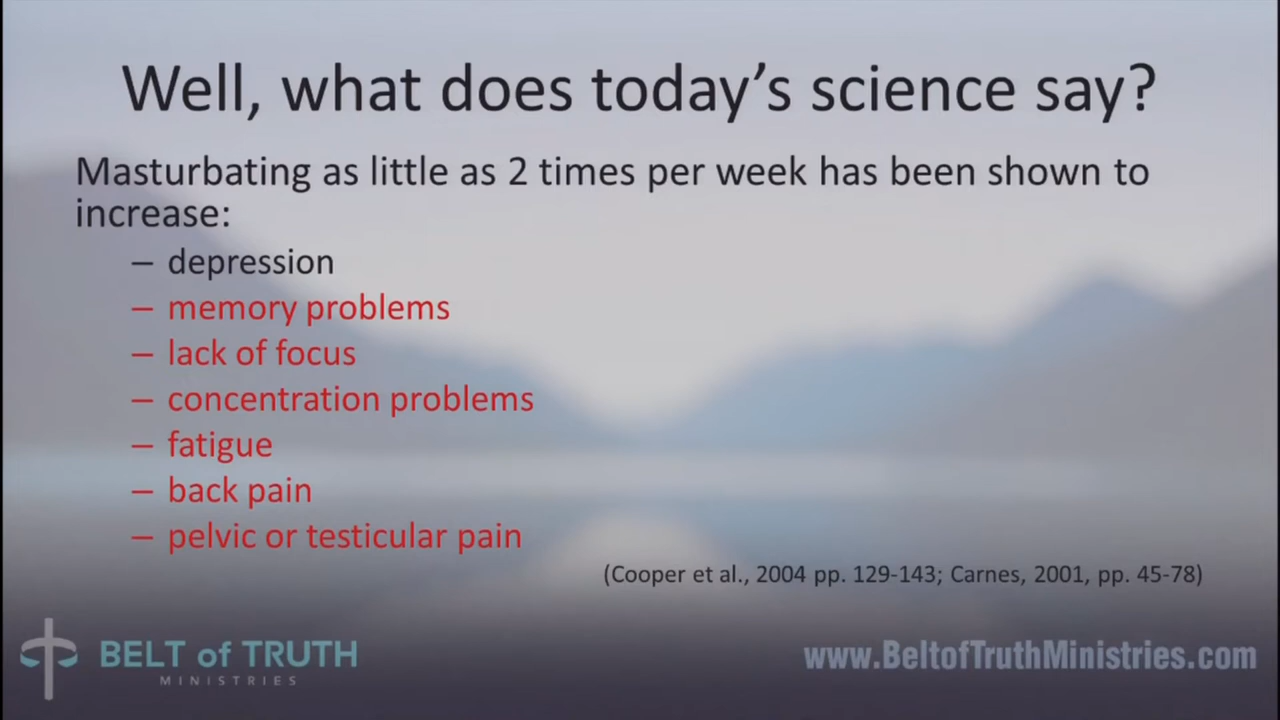 Well, what does today’s science say?
Masturbating as little as 2 times per week has been shown to
increase:
– depression
– memory problems
– lack of focus
– concentration problems
– fatigue
– back pain
– pelvic or testicular pain
(Cooper et al., 2004 pp. 129-143; Carnes, 2001, pp. 45-78)
BELT of TRUTH
MINISTRIES
www.BeltofTruthMinistries.com